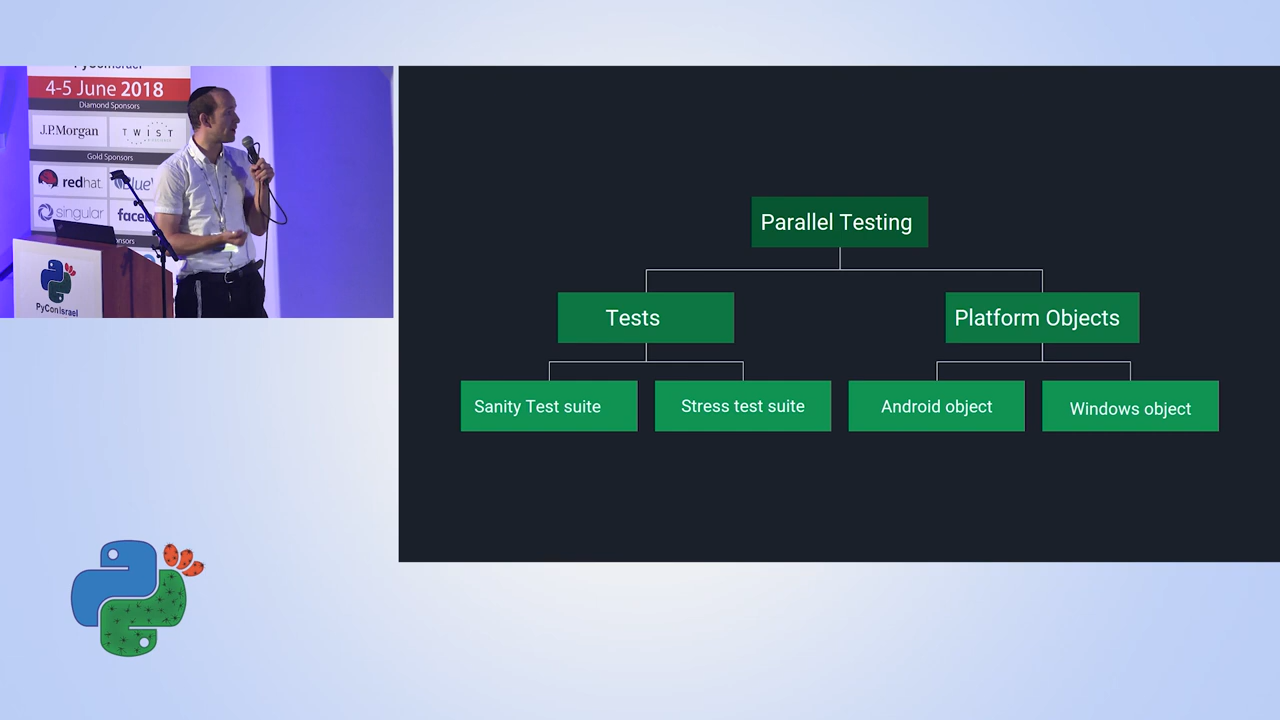 4-5 June 2018
Diamond Sponsors
J.P.Morgan
TWIST
Gold Sponsors
redhat.
singular
PyConisrael
Parallel Testing
Tests
Platform Objects
Sanity Test suite
Stress test suite
Android object
Windows object